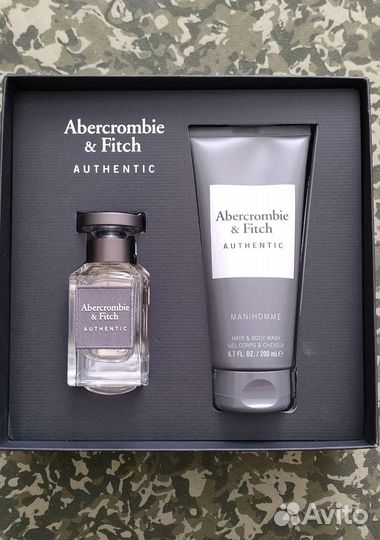 Abercrombie
& Fitch
AUTHENTIC
Abercrombie
& Fitch
AUTHENTIC
Abercrombie
& Fitch
AUTHENTIC
MAN/HOMME
HAIR & BODY WASH
GEL CORPS & CHEVEUX
6.7 FL. OZ. / 200 mL ℮
Avito